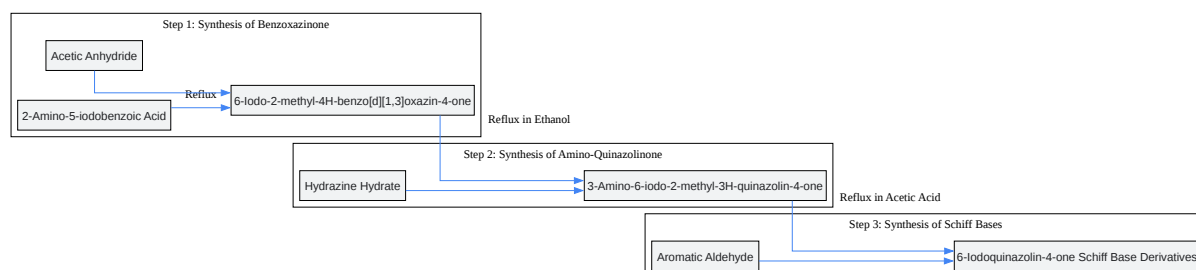 Step 1: Synthesis of Benzoxazinone
Acetic Anhydride
Reflux
6-Iodo-2-methyl-4H-benzo[d][1,3]oxazin-4-one
2-Amino-5-iodobenzoic Acid
Reflux in Ethanol
Step 2: Synthesis of Amino-Quinazolinone
Hydrazine Hydrate
3-Amino-6-iodo-2-methyl-3H-quinazolin-4-one
Reflux in Acetic Acid
Step 3: Synthesis of Schiff Bases
Aromatic Aldehyde
6-Iodoquinazolin-4-one Schiff Base Derivatives